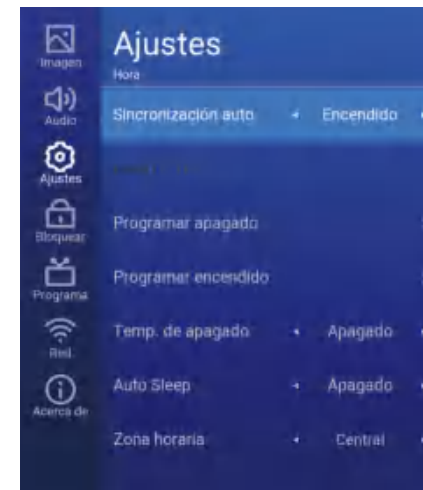 Imagen
Audio
Ajustes
Bloquear
Programa
Red
Acerca de
Ajustes
Hora
Sincronización auto
Encendido
Programar apagado
Programar encendido
Temp. de apagado
Apagado
Auto Sleep
Apagado
Zona horaria
Central